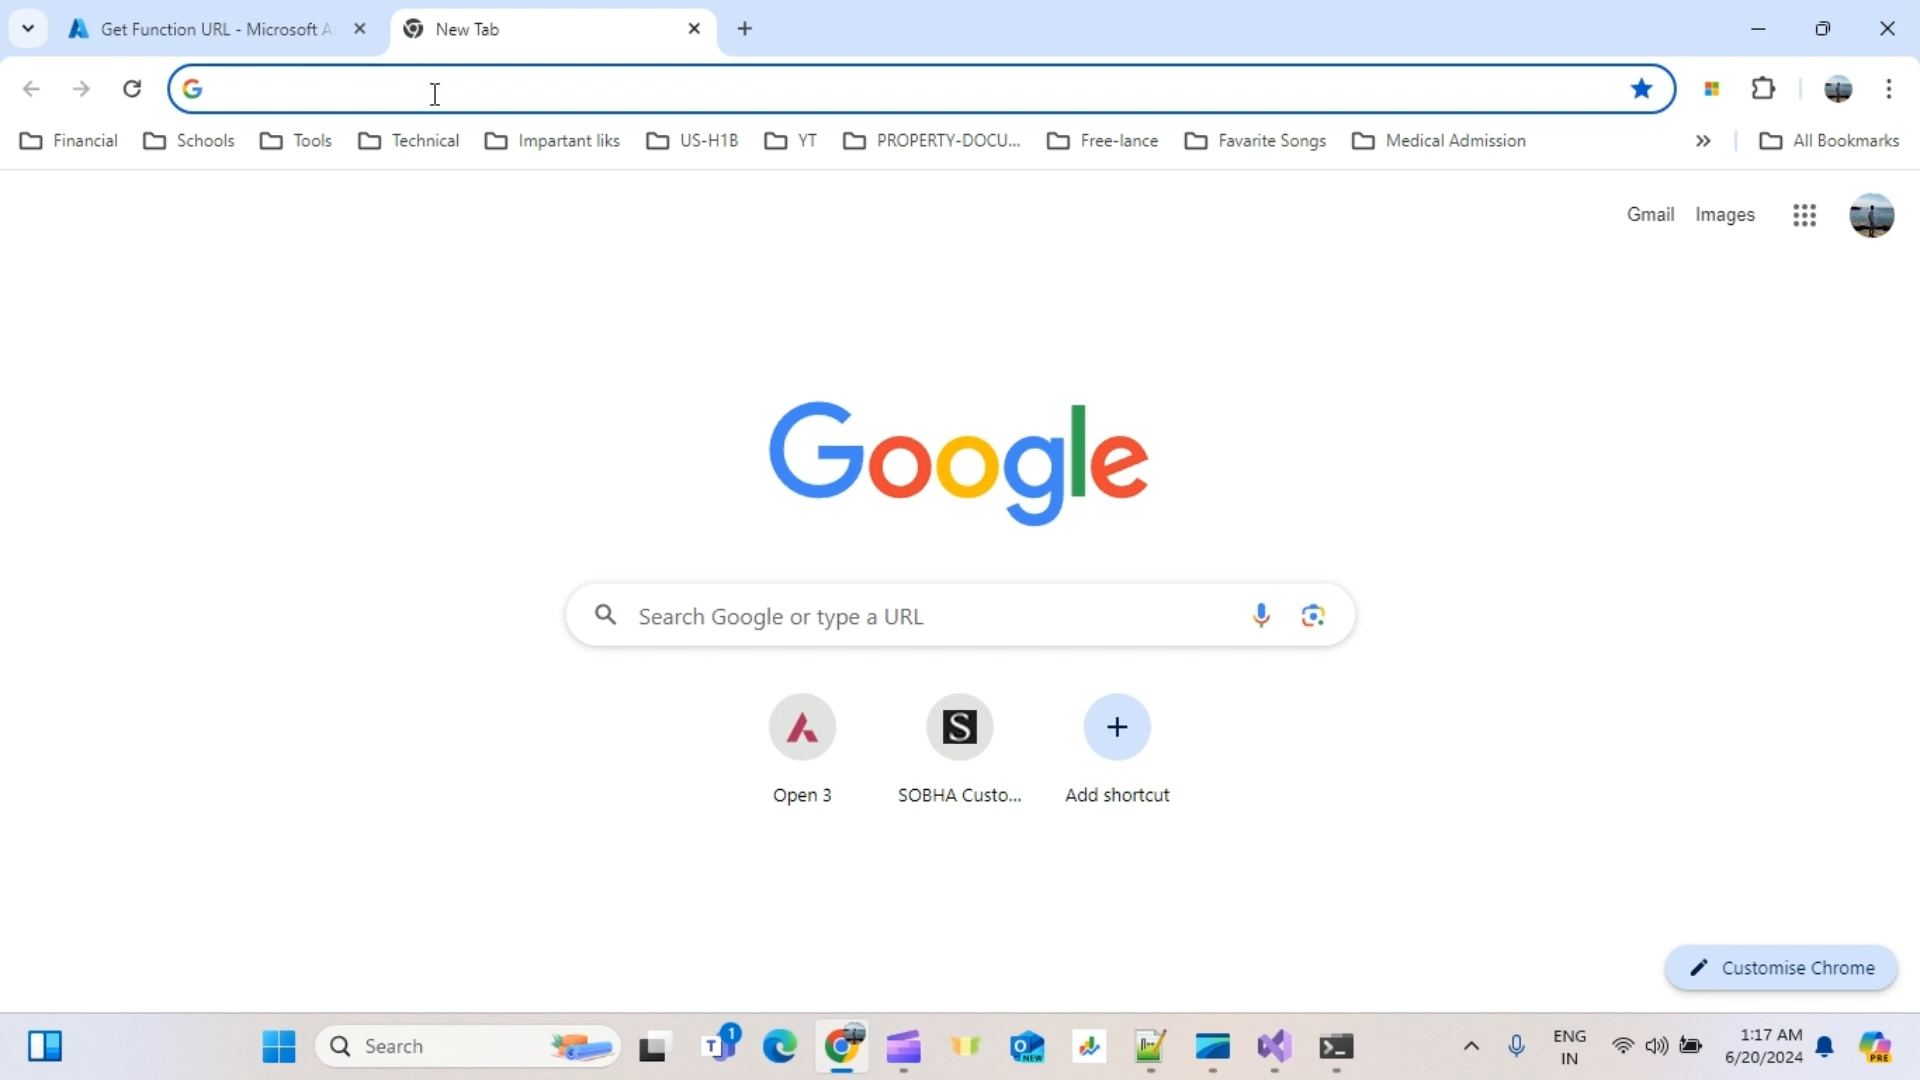 Get Function URL - Microsoft A
New Tab
Financial
Schools
Tools
Technical
Impartant liks
US-H1B
YT
PROPERTY-DOCU...
Free-lance
Favarite Songs
Medical Admission
All Bookmarks
Gmail
Images
Google
Search Google or type a URL
Open 3
SOBHA Custo...
Add shortcut
Customise Chrome
Search
1
NEW
ENG
IN
1:17 AM
6/20/2024
PRE